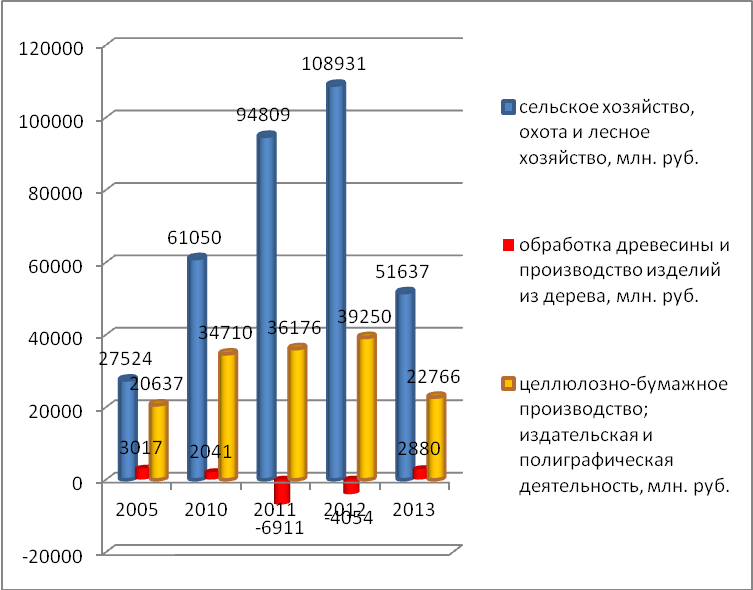 120000
100000
80000
60000
40000
20000
0
-20000
27524
20637
3017
61050
34710
2041
94809
36176
-6911
108931
39250
-4054
51637
22766
2880
2005
2010
2011
2012
2013
сельское хозяйство,
охота и лесное
хозяйство, млн. руб.
обработка древесины и
производство изделий
из дерева, млн. руб.
целлюлозно-бумажное
производство;
издательская и
полиграфическая
деятельность, млн. руб.